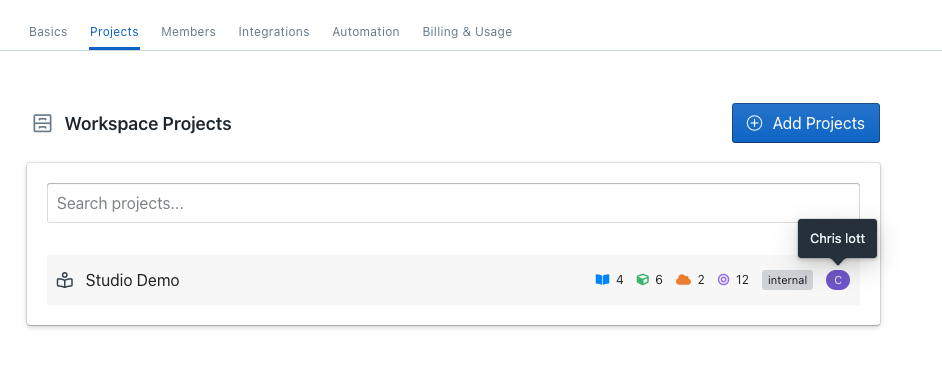 Basics Projects Members Integrations Automation Billing & Usage
Workspace Projects
Add Projects
Search projects...
Chris lott
Studio Demo 4 6 2 12 internal C